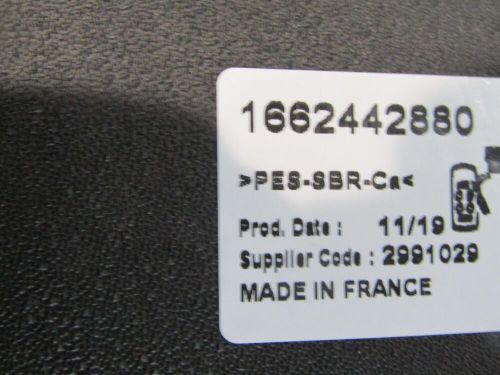 1662442880
>PES-SBR-Ca<
Prod. Date : 11/19
Supplier Code : 2991029
MADE IN FRANCE